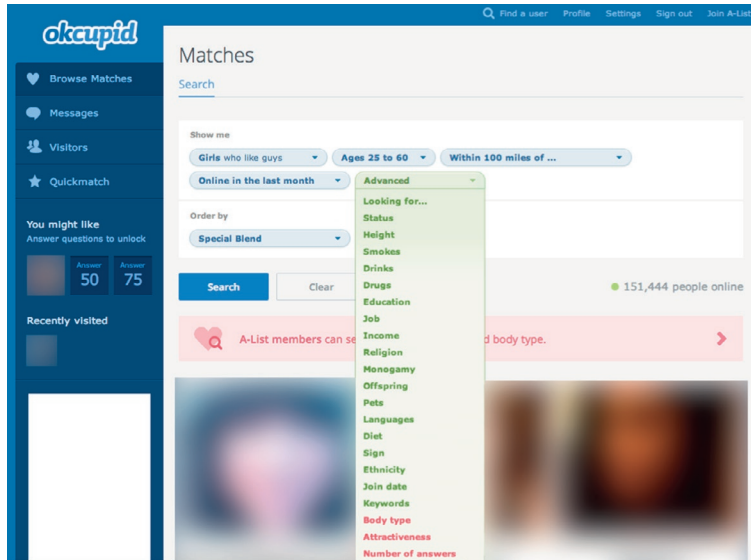 Find a user Profile Settings Sign out Join A-List
okcupid
Browse Matches
Messages
Visitors
Quickmatch
You might like
Answer questions to unlock
Answer Answer
50 75
Recently visited
Matches
Search
Show me
Girls who like guys Ages 25 to 60 Within 100 miles of ...
Online in the last month Advanced
Order by
Special Blend
Search Clear
151,444 people online
A-List members can se d body type.
Looking for...
Status
Height
Smokes
Drinks
Drugs
Education
Job
Income
Religion
Monogamy
Offspring
Pets
Languages
Diet
Sign
Ethnicity
Join date
Keywords
Body type
Attractiveness
Number of answers